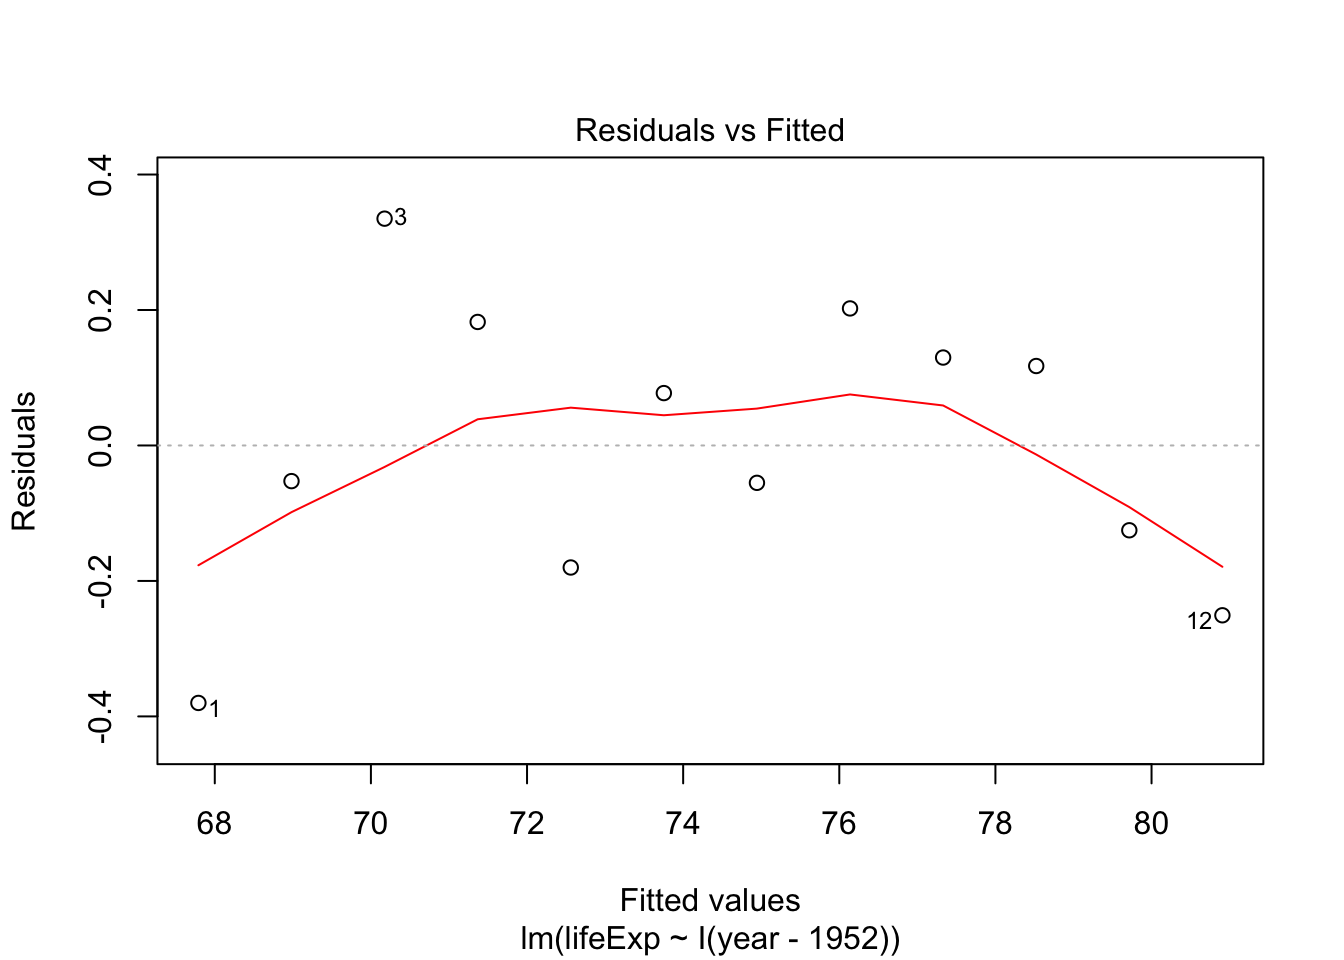 Residuals vs Fitted
Residuals
0.4
0.2
0.0
-0.2
-0.4
3
1
12
68 70 72 74 76 78 80
Fitted values
lm(lifeExp ~ I(year - 1952))